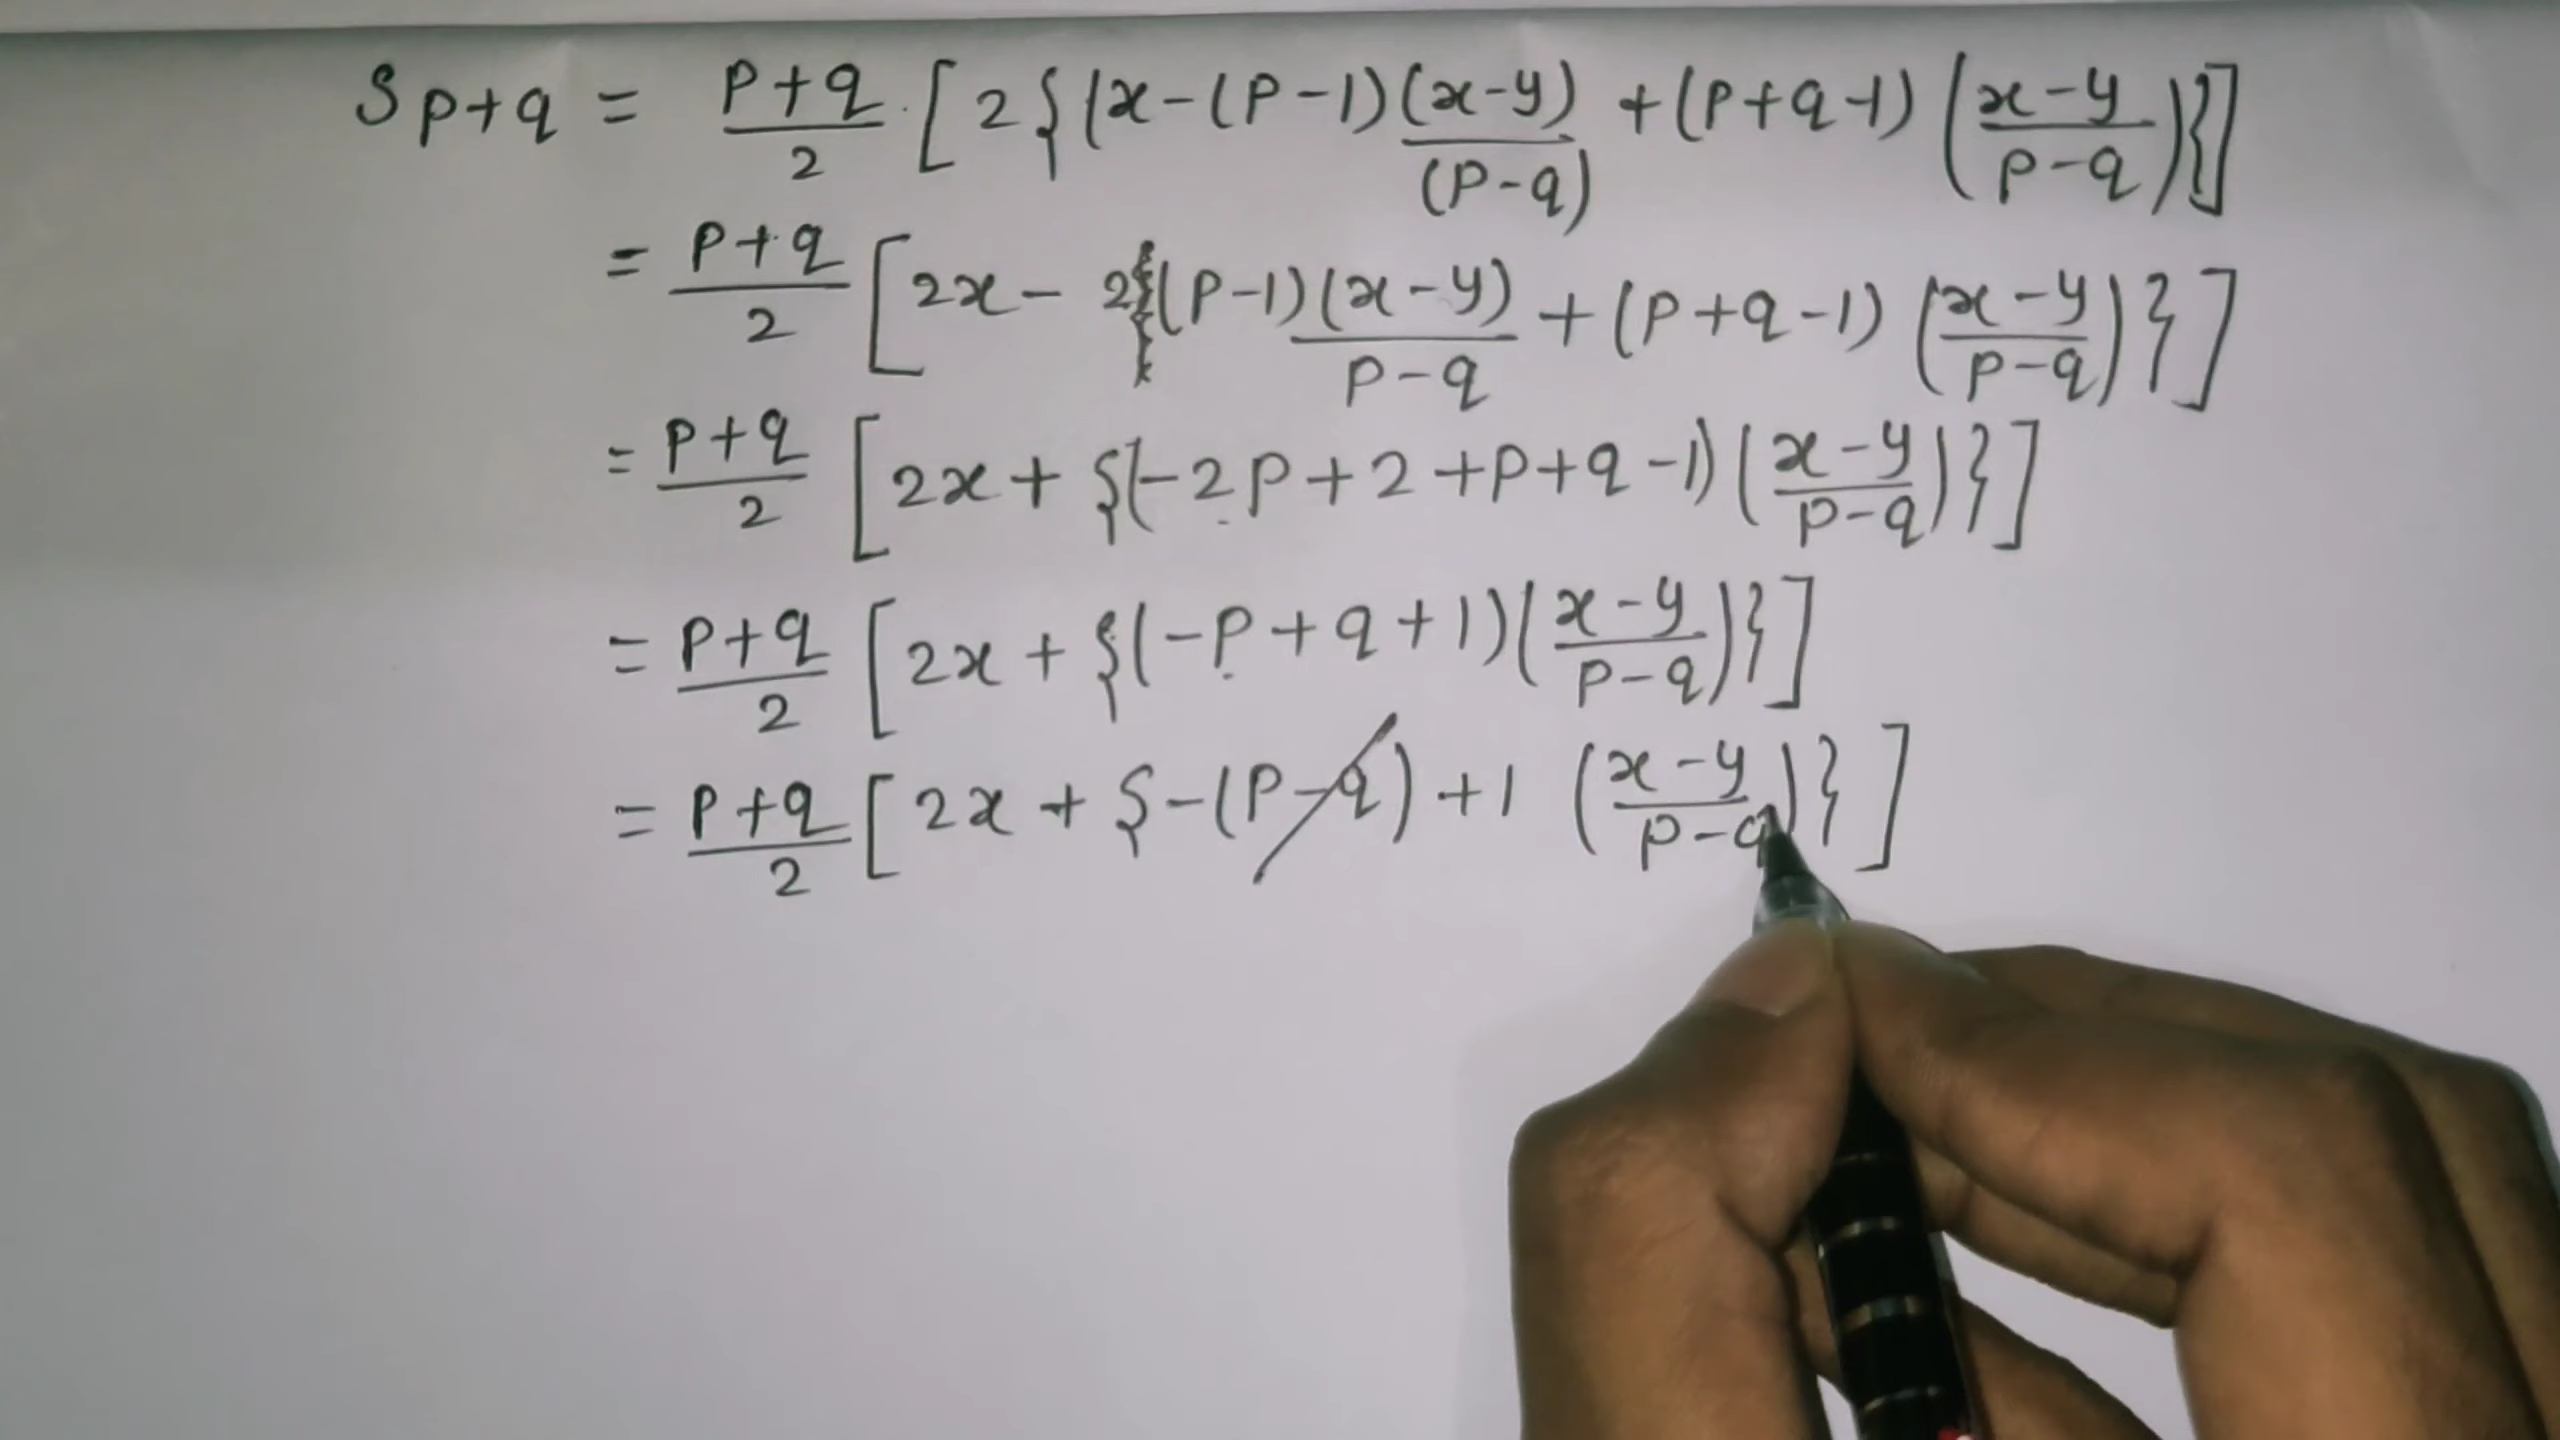 Sp+q = p+q/2 [2{(x-(p-1)(x-y)/(p-q) + (p+q-1)(x-y/p-q)}]
= p+q/2 [2x - 2{(p-1)(x-y)/p-q + (p+q-1)(x-y/p-q)}]
= p+q/2 [2x + {(-2p+2+p+q-1)(x-y/p-q)}]
= p+q/2 [2x + {(-p+q+1)(x-y/p-q)}]
= p+q/2 [2x + {-(p-q)+1 (x-y/p-q)}]